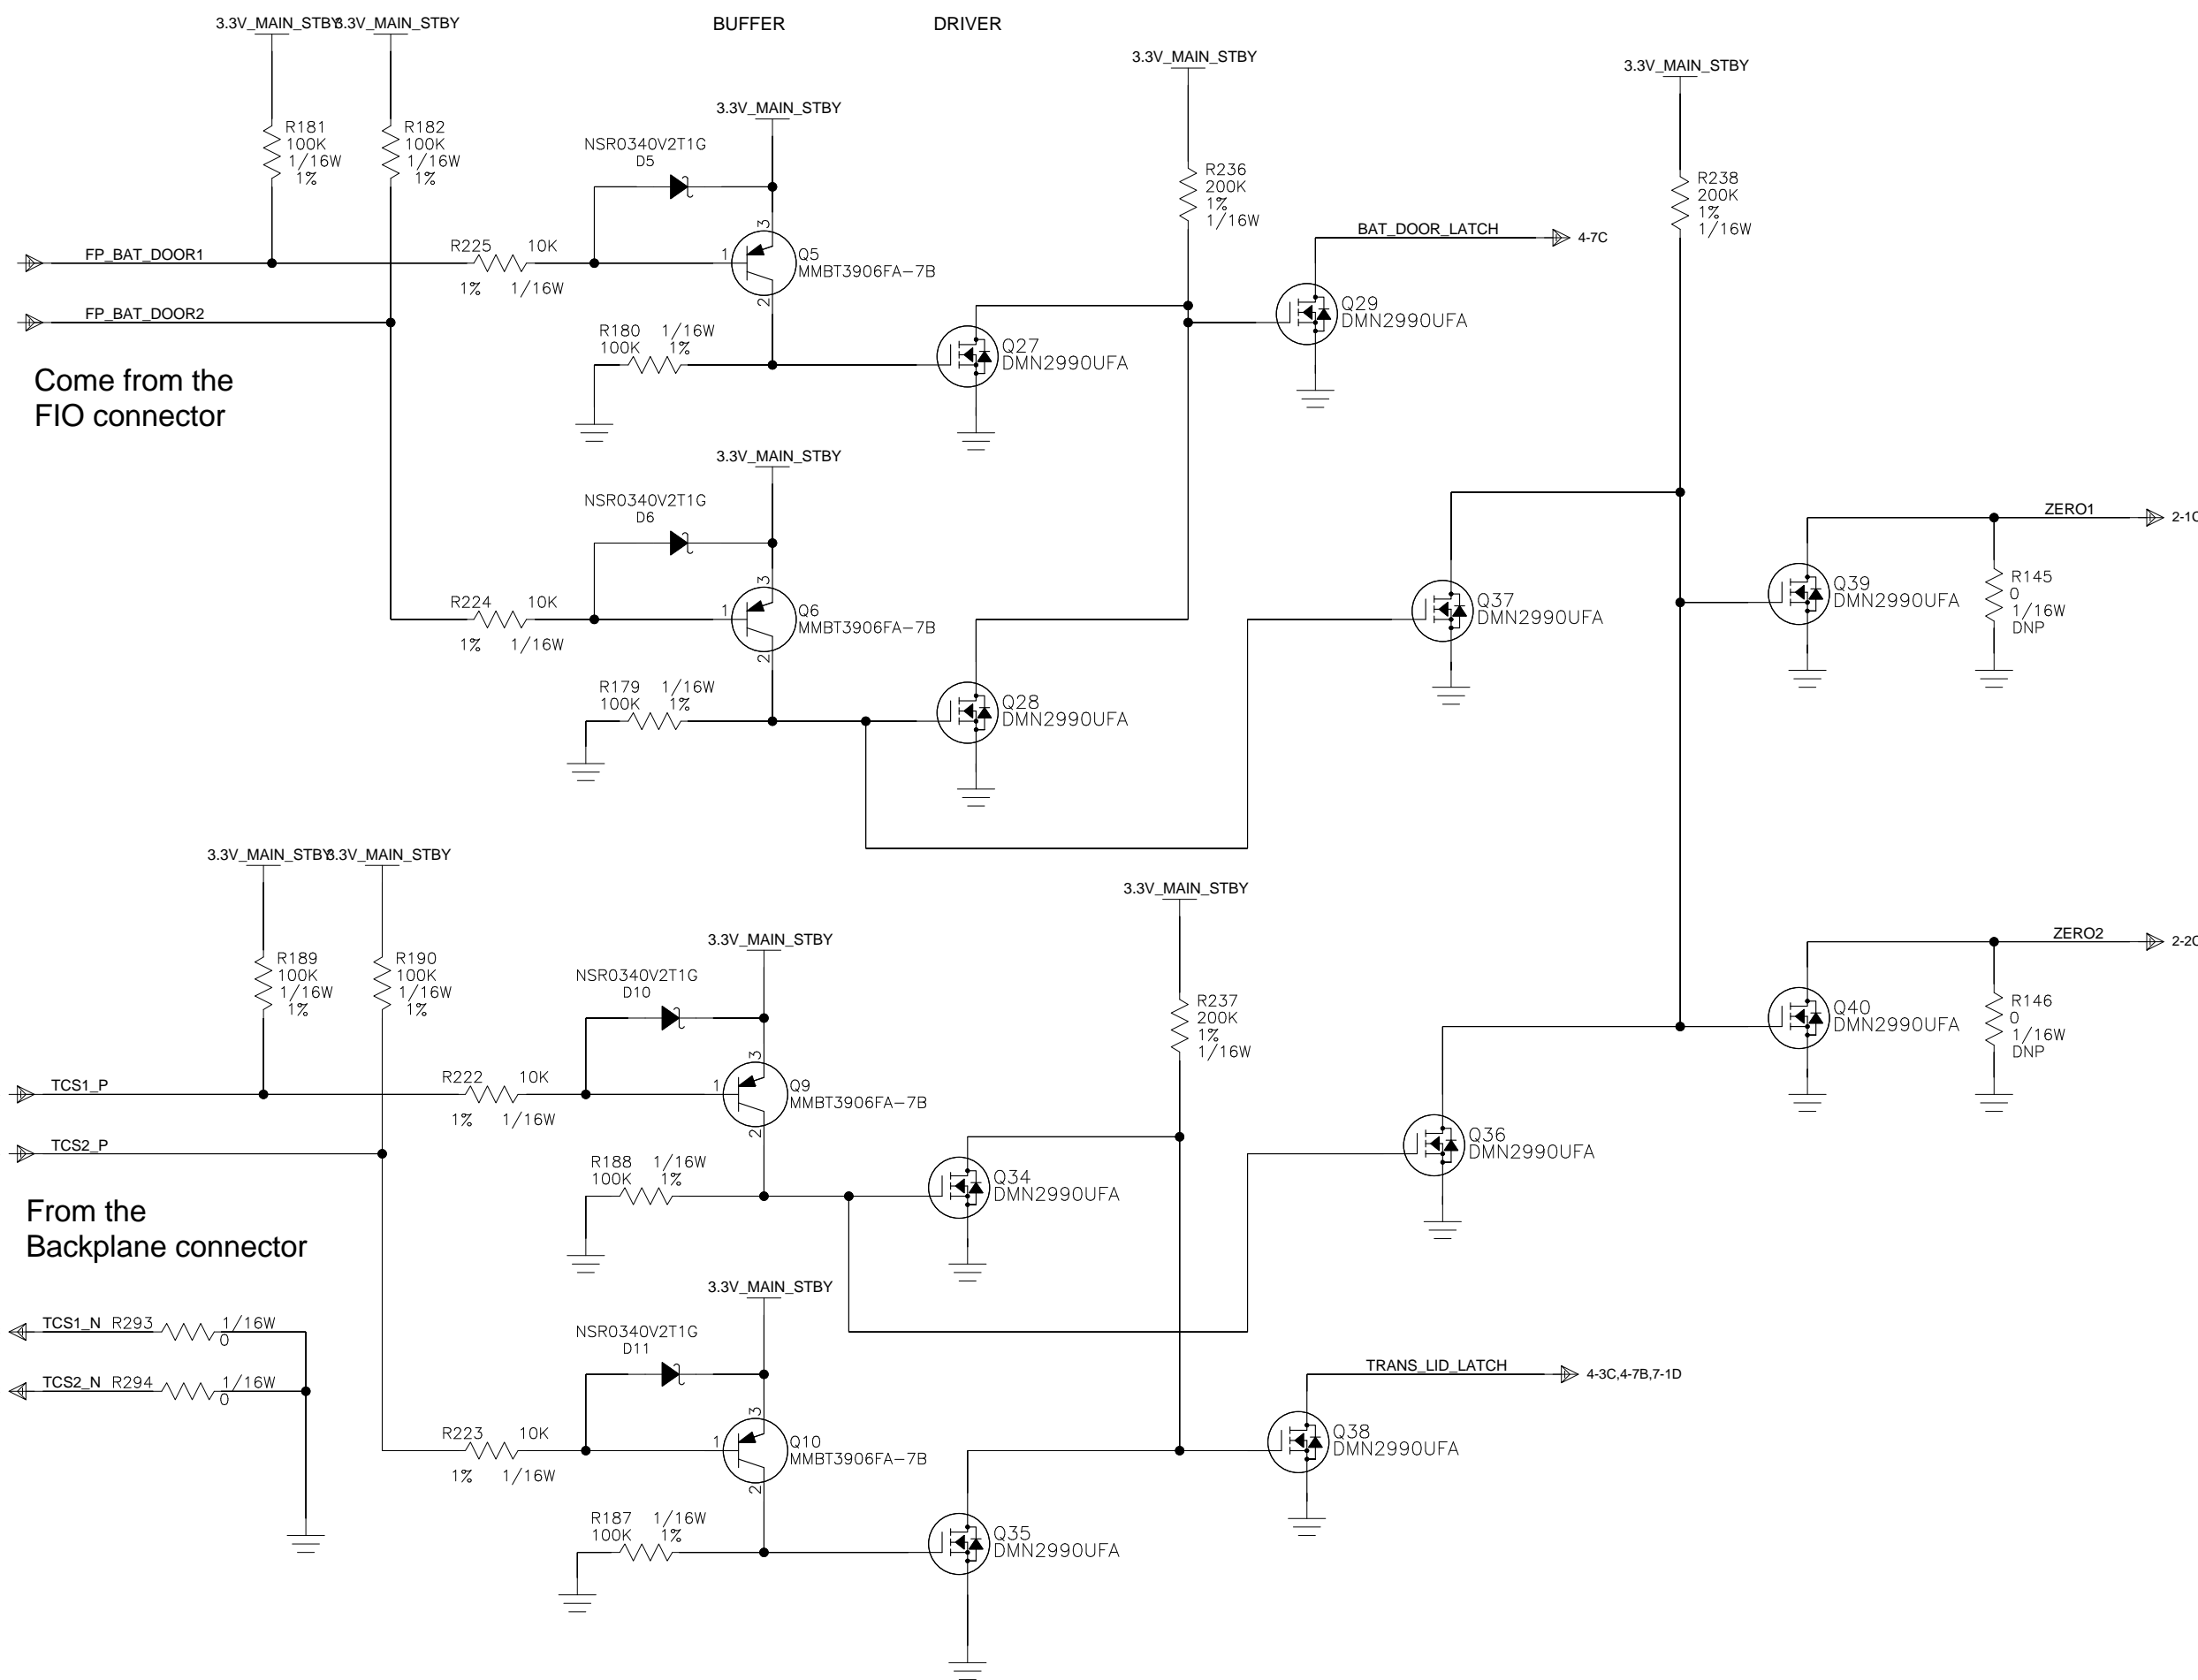 3.3V_MAIN_STBY
3.3V_MAIN_STBY
BUFFER
DRIVER
3.3V_MAIN_STBY
3.3V_MAIN_STBY
3.3V_MAIN_STBY
R181
100K
1/16W
1%
R182
100K
1/16W
1%
NSR0340V2T1G
D5
R236
200K
1%
1/16W
R238
200K
1%
1/16W
FP_BAT_DOOR1
R225 10K
1% 1/16W
1
3
2
Q5
MMBT3906FA-7B
BAT_DOOR_LATCH
4-7C
FP_BAT_DOOR2
Q29
DMN2990UFA
R180 1/16W
100K 1%
Q27
DMN2990UFA
Come from the
FIO connector
3.3V_MAIN_STBY
NSR0340V2T1G
D6
ZERO1
2-1C
R224 10K
1% 1/16W
1
3
2
Q6
MMBT3906FA-7B
Q37
DMN2990UFA
Q39
DMN2990UFA
R145
0
1/16W
DNP
R179 1/16W
100K 1%
Q28
DMN2990UFA
3.3V_MAIN_STBY
3.3V_MAIN_STBY
3.3V_MAIN_STBY
3.3V_MAIN_STBY
ZERO2
2-2C
R189
100K
1/16W
1%
R190
100K
1/16W
1%
NSR0340V2T1G
D10
R237
200K
1%
1/16W
Q40
DMN2990UFA
R146
0
1/16W
DNP
TCS1_P
R222 10K
1% 1/16W
1
3
2
Q9
MMBT3906FA-7B
TCS2_P
Q36
DMN2990UFA
R188 1/16W
100K 1%
Q34
DMN2990UFA
From the
Backplane connector
3.3V_MAIN_STBY
TCS1_N R293 1/16W
0
NSR0340V2T1G
D11
TCS2_N R294 1/16W
0
TRANS_LID_LATCH
4-3C,4-7B,7-1D
R223 10K
1% 1/16W
1
3
2
Q10
MMBT3906FA-7B
Q38
DMN2990UFA
R187 1/16W
100K 1%
Q35
DMN2990UFA